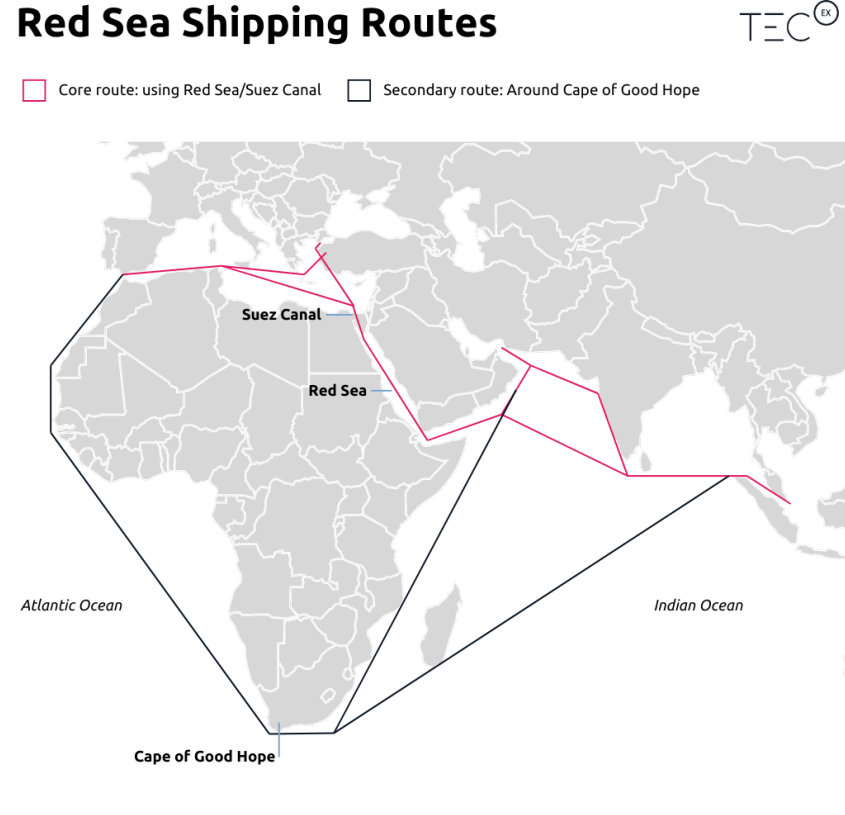 Red Sea Shipping Routes
TEC EX
Core route: using Red Sea/Suez Canal
Secondary route: Around Cape of Good Hope
Suez Canal
Red Sea
Atlantic Ocean
Indian Ocean
Cape of Good Hope